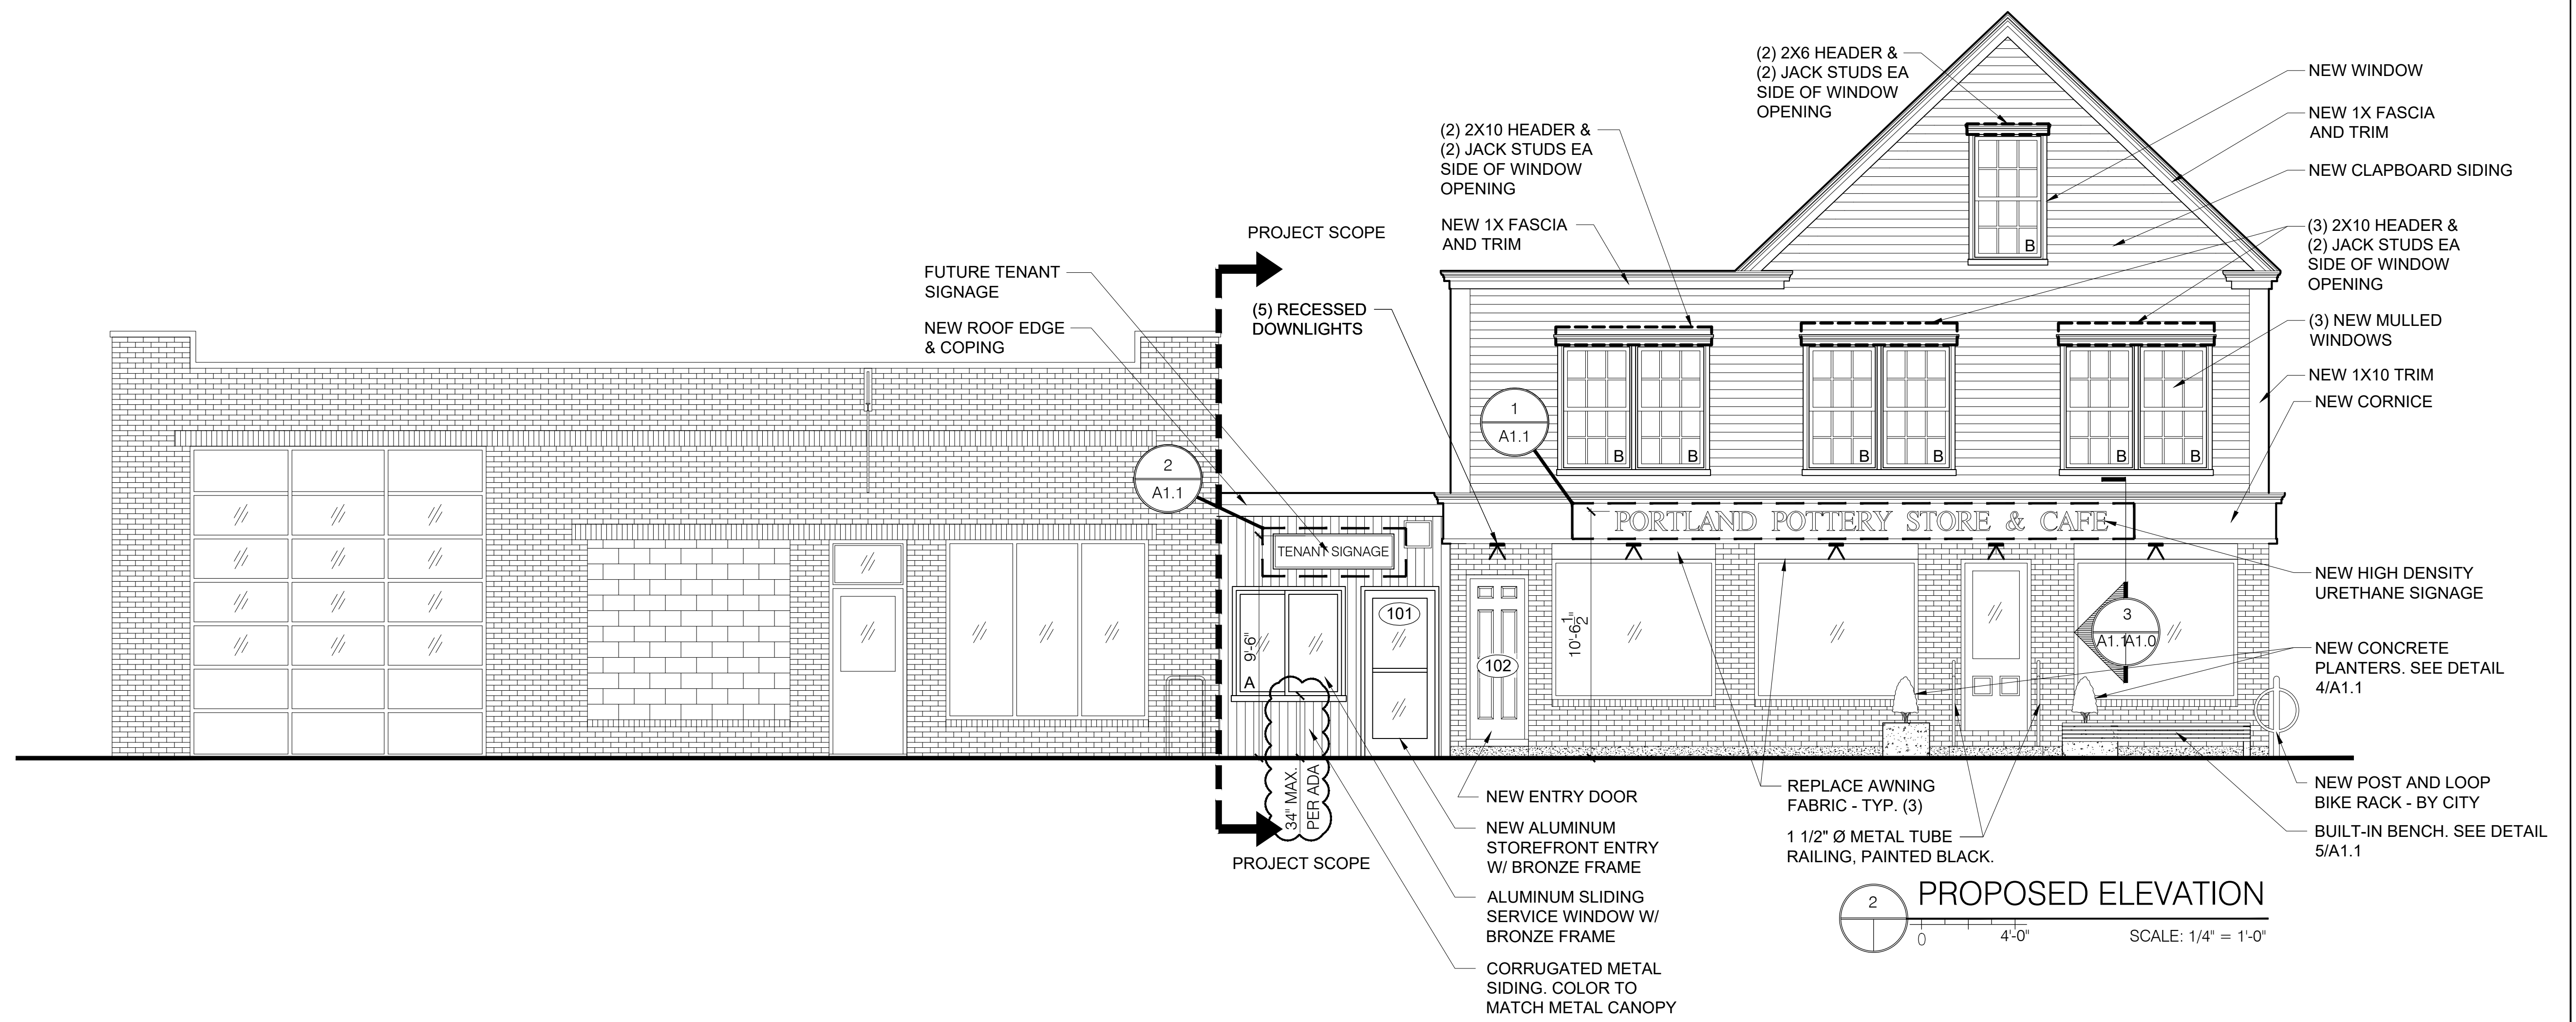 (2) 2X6 HEADER &
(2) JACK STUDS EA
SIDE OF WINDOW
OPENING
NEW WINDOW
NEW 1X FASCIA
AND TRIM
NEW CLAPBOARD SIDING
(3) 2X10 HEADER &
(2) JACK STUDS EA
SIDE OF WINDOW
OPENING
(3) NEW MULLED
WINDOWS
NEW 1X10 TRIM
NEW CORNICE
(2) 2X10 HEADER &
(2) JACK STUDS EA
SIDE OF WINDOW
OPENING
NEW 1X FASCIA
AND TRIM
PROJECT SCOPE
FUTURE TENANT
SIGNAGE
NEW ROOF EDGE
& COPING
(5) RECESSED
DOWNLIGHTS
B
B
B
B
B
B
B
1
A1.1
2
A1.1
PORTLAND POTTERY STORE & CAFE
TENANT SIGNAGE
101
102
9'-6"
A
10'-6 1/2"
3
A1.1 A1.0
34" MAX.
PER ADA
PROJECT SCOPE
NEW HIGH DENSITY
URETHANE SIGNAGE
NEW CONCRETE
PLANTERS. SEE DETAIL
4/A1.1
NEW POST AND LOOP
BIKE RACK - BY CITY
BUILT-IN BENCH. SEE DETAIL
5/A1.1
NEW ENTRY DOOR
NEW ALUMINUM
STOREFRONT ENTRY
W/ BRONZE FRAME
ALUMINUM SLIDING
SERVICE WINDOW W/
BRONZE FRAME
CORRUGATED METAL
SIDING. COLOR TO
MATCH METAL CANOPY
REPLACE AWNING
FABRIC - TYP. (3)
1 1/2" Ø METAL TUBE
RAILING, PAINTED BLACK.
2
PROPOSED ELEVATION
0
4'-0"
SCALE: 1/4" = 1'-0"